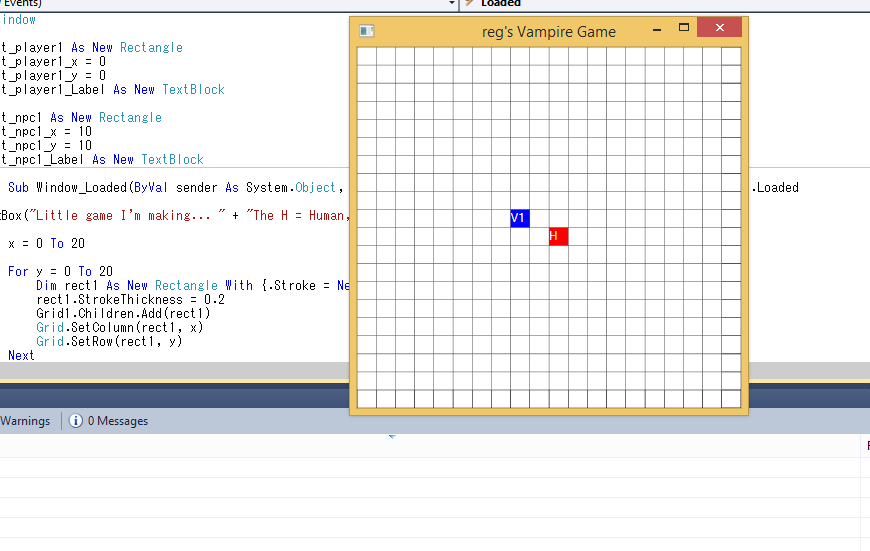 Events)
Loaded
indow
t_player1 As New Rectangle
t_player1_x = 0
t_player1_y = 0
t_player1_Label As New TextBlock
t_npc1 As New Rectangle
t_npc1_x = 10
t_npc1_y = 10
t_npc1_Label As New TextBlock
Sub Window_Loaded(ByVal sender As System.Object,
.Loaded
Box("Little game I'm making... " + "The H = Human,
x = 0 To 20
For y = 0 To 20
Dim rect1 As New Rectangle With {.Stroke = Ne
rect1.StrokeThickness = 0.2
Grid1.Children.Add(rect1)
Grid.SetColumn(rect1, x)
Grid.SetRow(rect1, y)
Next
reg's Vampire Game
V1
H
Warnings
0 Messages